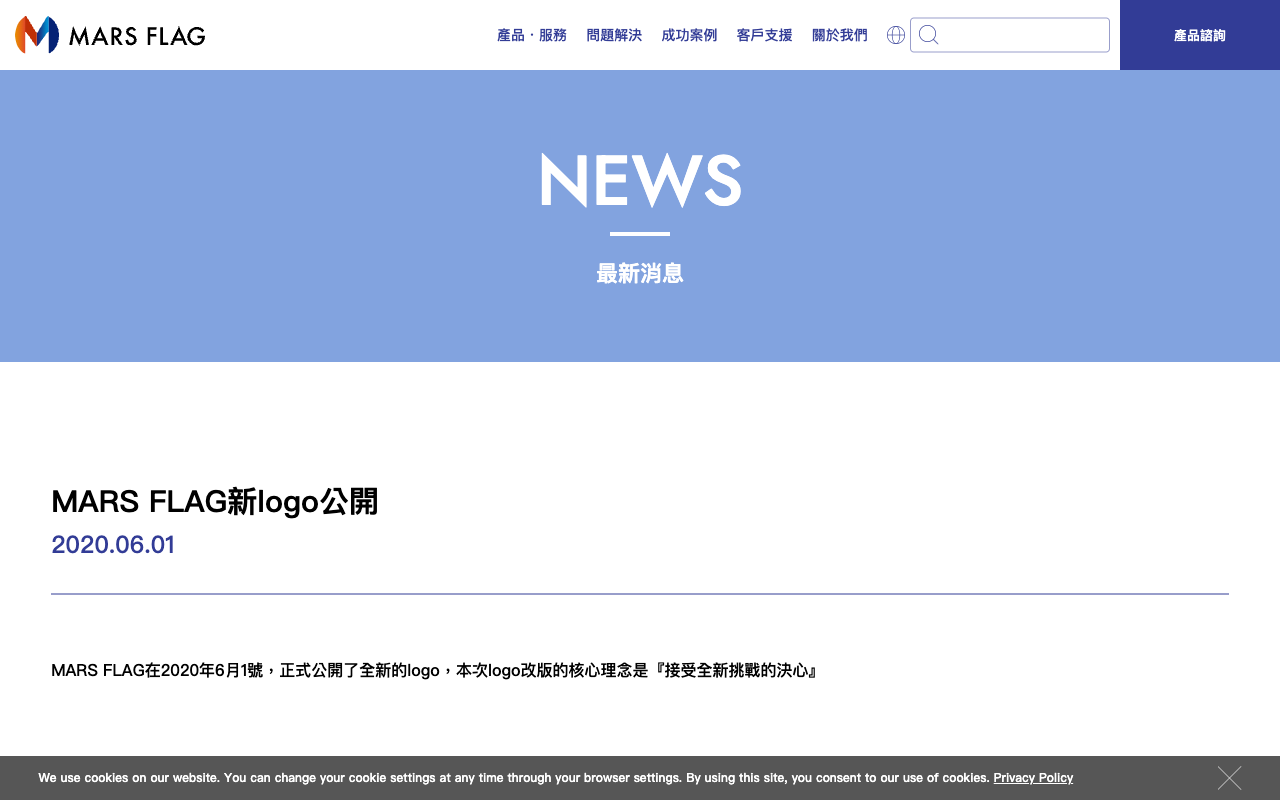 MARS FLAG
產品・服務 問題解決 成功案例 客戶支援 關於我們
產品諮詢
NEWS
最新消息
MARS FLAG新logo公開
2020.06.01
MARS FLAG在2020年6月1號，正式公開了全新的logo，本次logo改版的核心理念是『接受全新挑戰的決心』
We use cookies on our website. You can change your cookie settings at any time through your browser settings. By using this site, you consent to our use of cookies. Privacy Policy